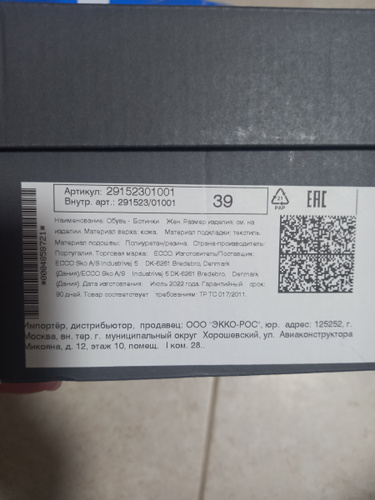 Артикул: 29152301001
Внутр. арт.: 291523/01001
39
21
PAP
EAC
Наименование: Обувь - Ботинки Жен. Размер изделия: см. на
изделии. Материал верха: кожа. Материал подкладки: текстиль.
Материал подошвы: Полиуретан/резина. Страна-производитель:
Португалия. Торговая марка: ECCO. Изготовитель/Поставщик:
ECCO Sko A/S Industrivej 5 DK-6261 Bredebro, Denmark
(Дания)/ECCO Sko A/S Industrivej 5 DK-6261 Bredebro, Denmark
(Дания). Дата изготовления: Июль 2022 года. Гарантийный срок:
90 дней. Товар соответствует требованиям: ТР ТС 017/2011.
*0004858721*
Импортёр, дистрибьютор, продавец: ООО "ЭККО-РОС", юр. адрес: 125252, г.
Москва, вн. тер. г. муниципальный округ Хорошевский, ул. Авиаконструктора
Микояна, д. 12, этаж 10, помещ. I ком. 28..